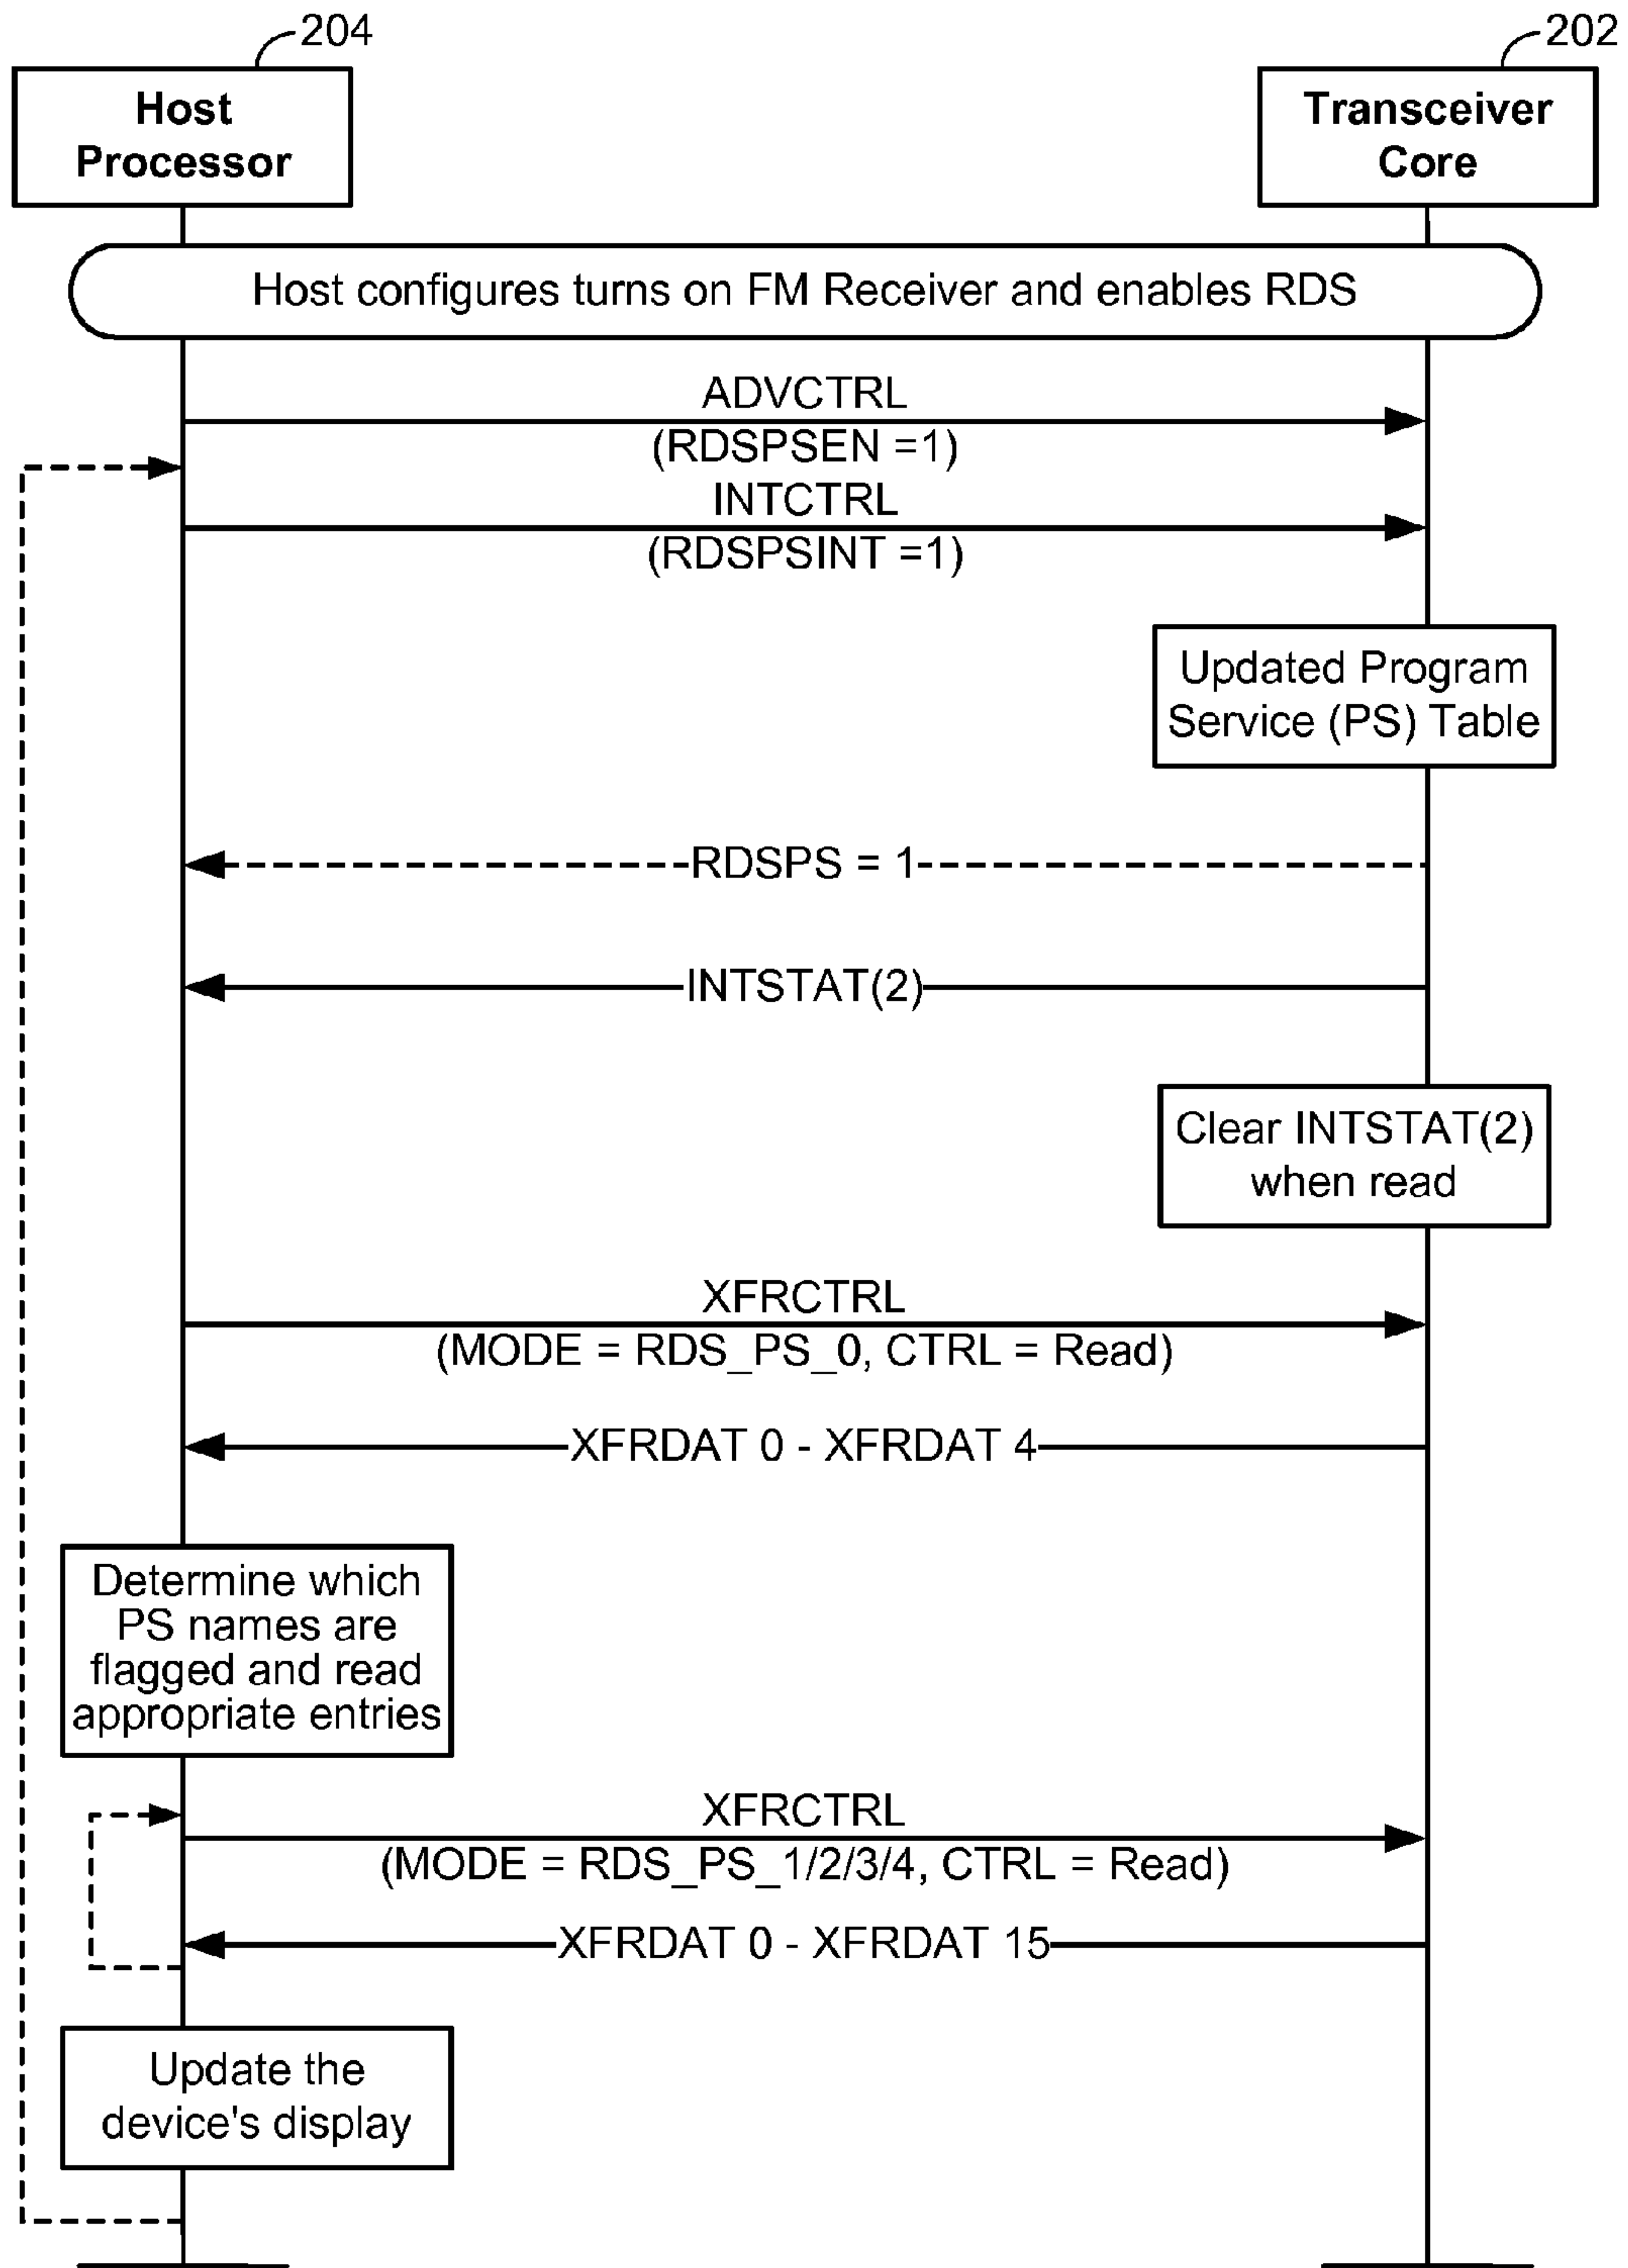 204
202
Host
Processor
Transceiver
Core
Host configures turns on FM Receiver and enables RDS
ADVCTRL
(RDSPSEN =1)
INTCTRL
(RDSPSINT =1)
Updated Program
Service (PS) Table
RDSPS = 1
INTSTAT(2)
Clear INTSTAT(2)
when read
XFRCTRL
(MODE = RDS_PS_0, CTRL = Read)
XFRDAT 0 - XFRDAT 4
Determine which
PS names are
flagged and read
appropriate entries
XFRCTRL
(MODE = RDS_PS_1/2/3/4, CTRL = Read)
XFRDAT 0 - XFRDAT 15
Update the
device's display